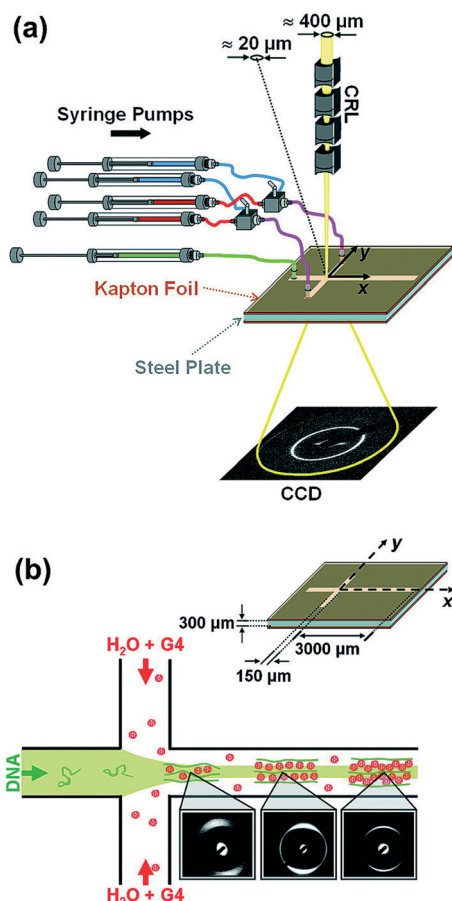 (a)
≈ 400 µm
≈ 20 µm
CRL
Syringe Pumps
y
x
Kapton Foil
Steel Plate
CCD
(b)
y
x
300 µm
3000 µm
150 µm
H₂O + G4
DNA
H₂O + G4